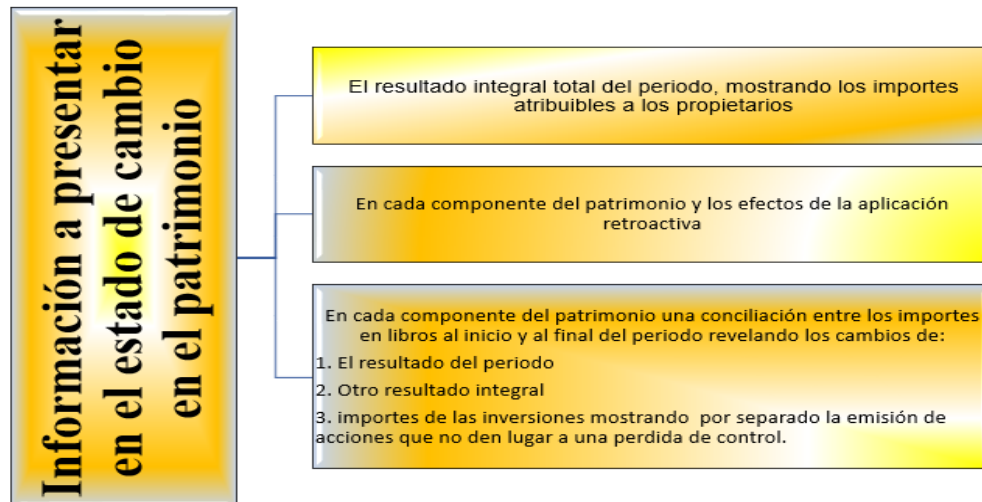 Información a presentar
en el estado de cambio
en el patrimonio
El resultado integral total del periodo, mostrando los importes
atribuibles a los propietarios
En cada componente del patrimonio y los efectos de la aplicación
retroactiva
En cada componente del patrimonio una conciliación entre los importes
en libros al inicio y al final del periodo revelando los cambios de:
1. El resultado del periodo
2. Otro resultado integral
3. importes de las inversiones mostrando por separado la emisión de
acciones que no den lugar a una perdida de control.